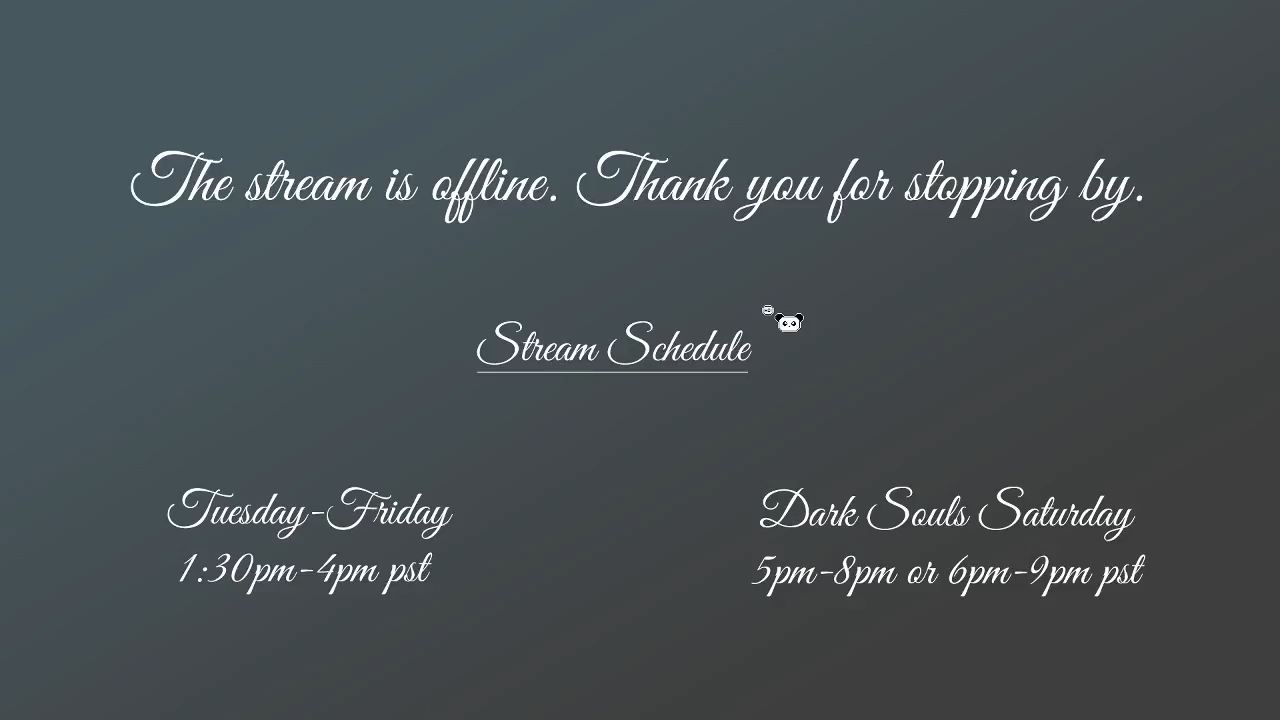 The stream is offline. Thank you for stopping by.
Stream Schedule
Tuesday-Friday
1:30pm-4pm pst
Dark Souls Saturday
5pm-8pm or 6pm-9pm pst